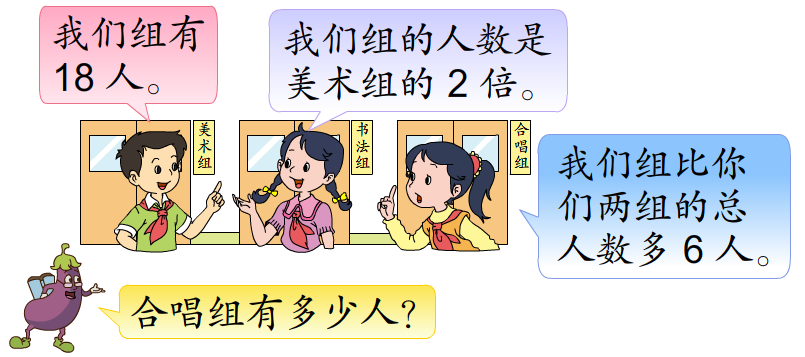 我们组有
18 人。
我们组的人数是
美术组的 2 倍。
美术组
书法组
合唱组
我们组比你
们两组的总
人数多 6 人。
合唱组有多少人?